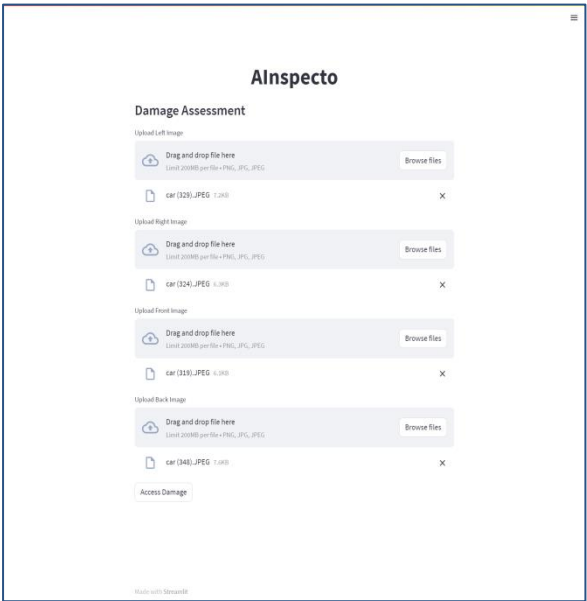 AInspecto
Damage Assessment
Upload Left Image
Drag and drop file here
Limit 200MB per file • PNG, JPG, JPEG
Browse files
car (329).JPEG 7.2KB
Upload Right Image
Drag and drop file here
Limit 200MB per file • PNG, JPG, JPEG
Browse files
car (324).JPEG
Upload Front Image
Drag and drop file here
Limit 200MB per file • PNG, JPG, JPEG
Browse files
car (319).JPEG
Upload Back Image
Drag and drop file here
Limit 200MB per file • PNG, JPG, JPEG
Browse files
car (348).JPEG
Access Damage
Made with Streamlit